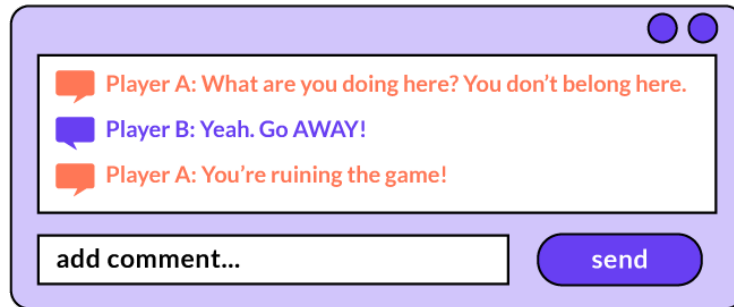 Player A: What are you doing here? You don’t belong here.
Player B: Yeah. Go AWAY!
Player A: You’re ruining the game!
add comment...
send